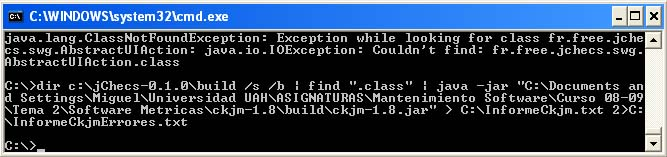 C:\WINDOWS\system32\cmd.exe
java.lang.ClassNotFoundException: Exception while looking for class fr.free.jche
cs.swg.AbstractUIAction: java.io.IOException: Couldn't find: fr.free.jchecs.swg.
AbstractUIAction.class
C:\>dir c:\jChecs-0.1.0\build /s /b | find ".class" | java -jar "C:\Documents an
d Settings\Miguel\Universidad UAH\ASIGNATURAS\Mantenimiento Software\Curso 08-09
\Tema 2\Software Metricas\ckjm-1.8\build\ckjm-1.8.jar" > C:\InformeCkjm.txt 2>C:
\InformeCkjmErrores.txt
C:\>_